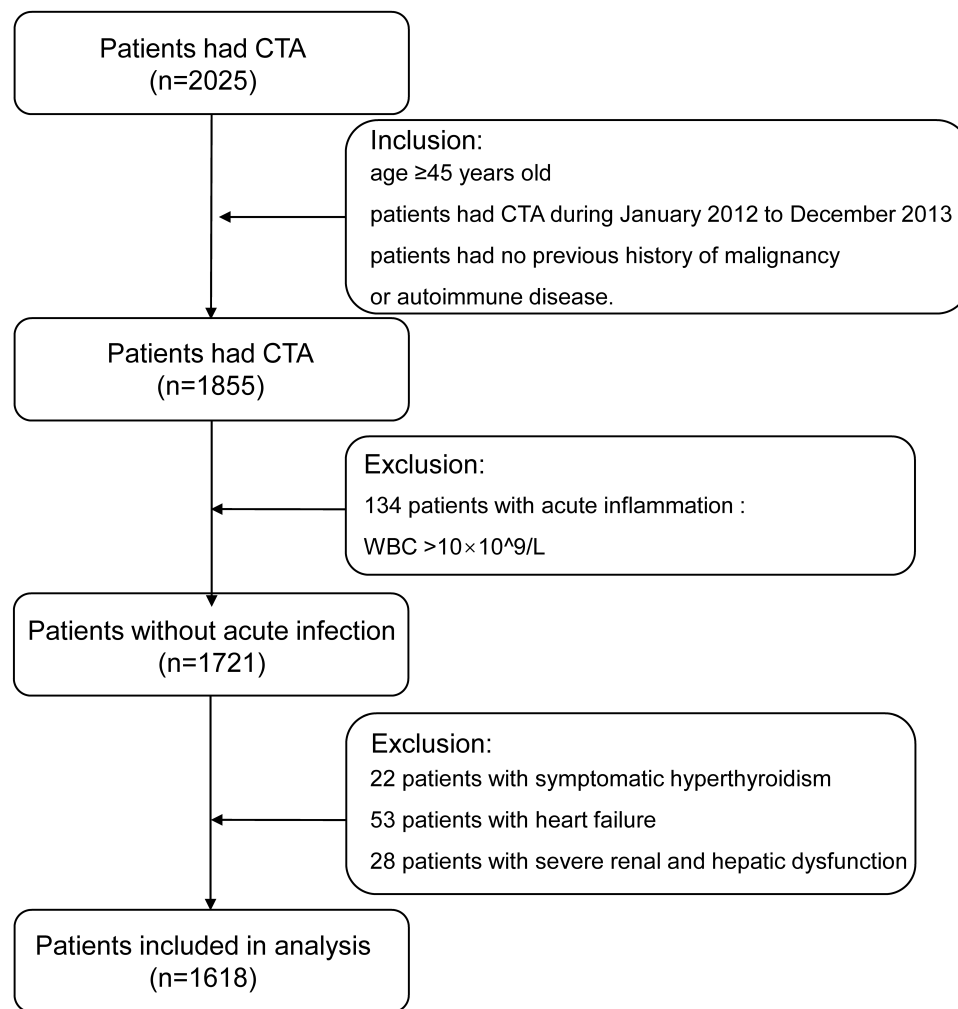 Patients had CTA
(n=2025)
Inclusion:
age ≥45 years old
patients had CTA during January 2012 to December 2013
patients had no previous history of malignancy
or autoimmune disease.
Patients had CTA
(n=1855)
Exclusion:
134 patients with acute inflammation :
WBC >10×10^9/L
Patients without acute infection
(n=1721)
Exclusion:
22 patients with symptomatic hyperthyroidism
53 patients with heart failure
28 patients with severe renal and hepatic dysfunction
Patients included in analysis
(n=1618)